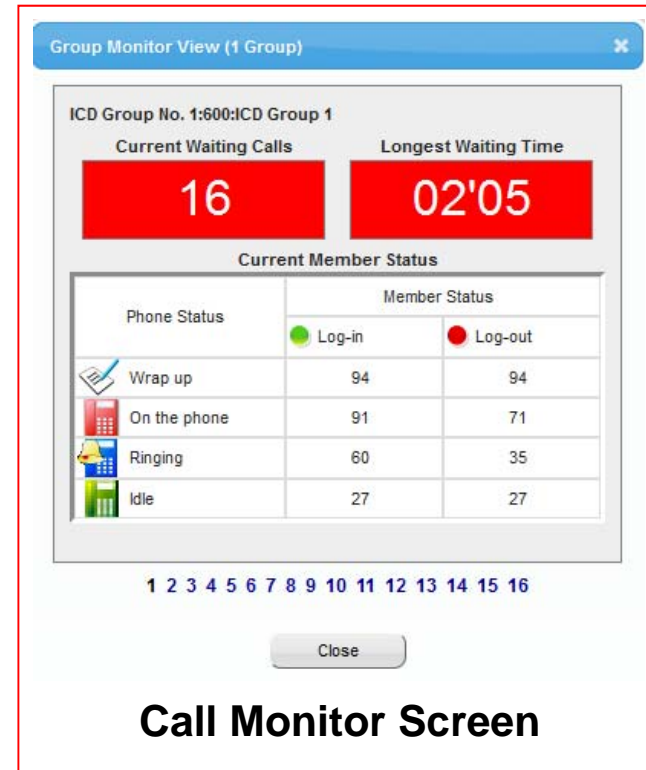 Group Monitor View (1 Group)
ICD Group No. 1:600:ICD Group 1
Current Waiting Calls Longest Waiting Time
16 02'05
Current Member Status
Phone Status Member Status
Log-in Log-out
Wrap up 94 94
On the phone 91 71
Ringing 60 35
Idle 27 27
1 2 3 4 5 6 7 8 9 10 11 12 13 14 15 16
Close
Call Monitor Screen